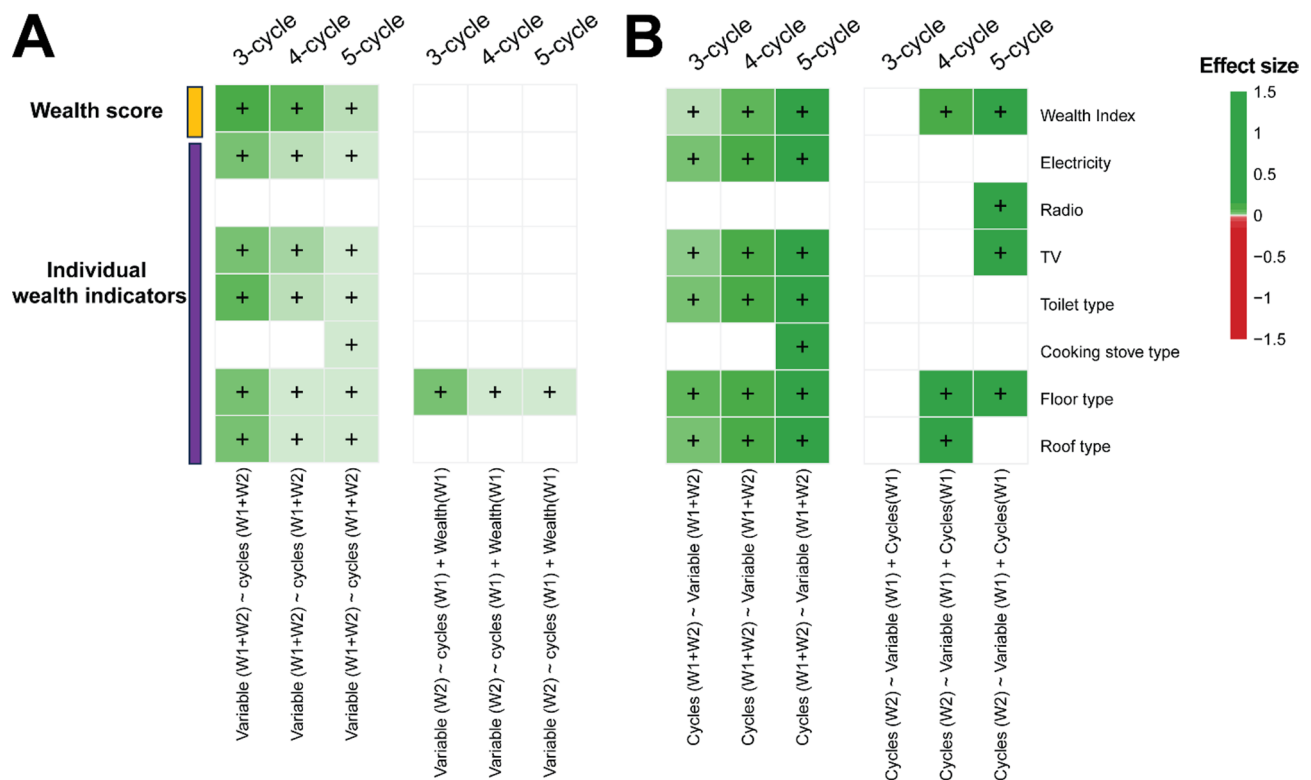 A
3-cycle
4-cycle
5-cycle
3-cycle
4-cycle
5-cycle
B
3-cycle
4-cycle
5-cycle
3-cycle
4-cycle
5-cycle
Effect size
1.5
1
0.5
0
−0.5
−1
−1.5
Wealth score
Individual
wealth indicators
+ + +
+ + +
+ + +
+ + +
+
+ + +
+ + +
+ + +
+ + +
+ + +
+ + +
+ + +
+
+ + +
+ + +
+ +
+
+
+ +
+
Wealth Index
Electricity
Radio
TV
Toilet type
Cooking stove type
Floor type
Roof type
Variable (W1+W2) ~ cycles (W1+W2)
Variable (W1+W2) ~ cycles (W1+W2)
Variable (W1+W2) ~ cycles (W1+W2)
Variable (W2) ~ cycles (W1) + Wealth(W1)
Variable (W2) ~ cycles (W1) + Wealth(W1)
Variable (W2) ~ cycles (W1) + Wealth(W1)
Cycles (W1+W2) ~ Variable (W1+W2)
Cycles (W1+W2) ~ Variable (W1+W2)
Cycles (W1+W2) ~ Variable (W1+W2)
Cycles (W2) ~ Variable (W1) + Cycles(W1)
Cycles (W2) ~ Variable (W1) + Cycles(W1)
Cycles (W2) ~ Variable (W1) + Cycles(W1)